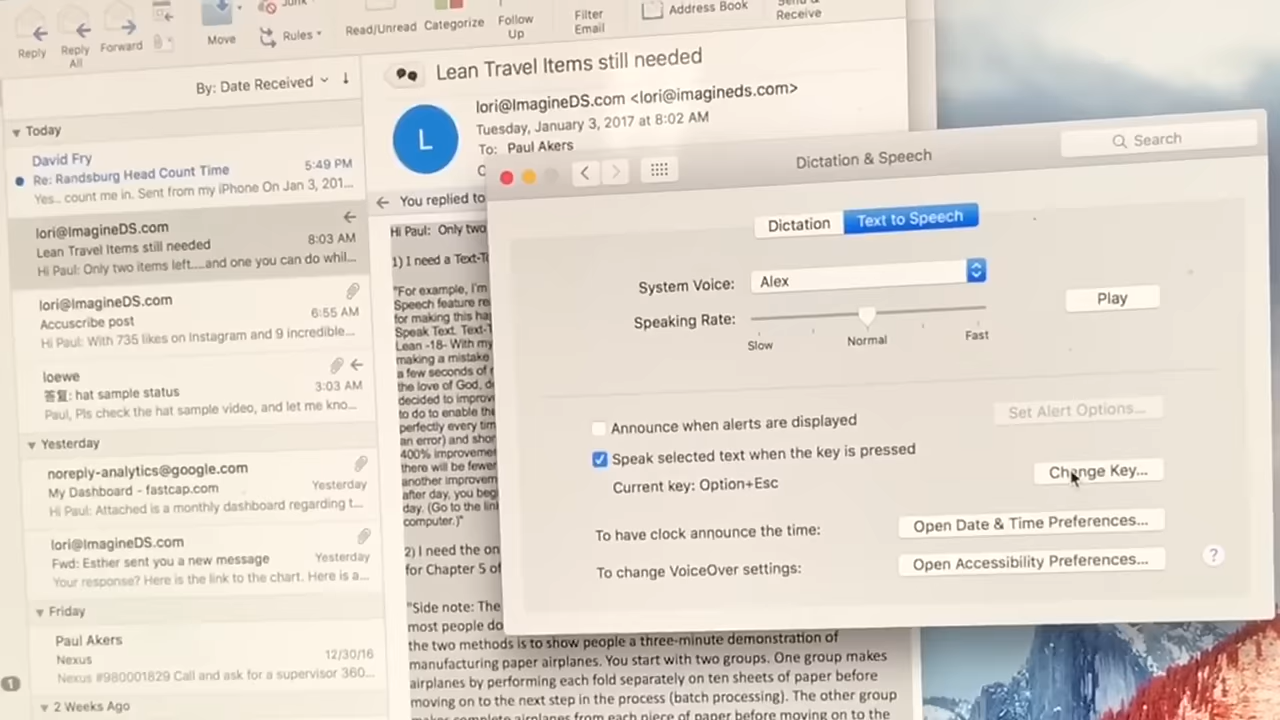 Reply
Reply All
Forward
Move
Junk
Rules
Read/Unread
Categorize
Follow Up
Filter Email
Address Book
Send & Receive
By: Date Received
Today
David Fry
Re: Randsburg Head Count Time 5:49 PM
Yes.. count me in. Sent from my iPhone On Jan 3, 201...
lori@ImagineDS.com
Lean Travel Items still needed 8:03 AM
Hi Paul: Only two items left....and one you can do whil...
lori@ImagineDS.com
Accuscribe post 6:55 AM
Hi Paul: With 735 likes on Instagram and 9 incredible...
loewe
答复: hat sample status 3:03 AM
Paul, Pls check the hat sample video, and let me kno...
Yesterday
noreply-analytics@google.com
My Dashboard - fastcap.com Yesterday
Hi Paul: Attached is a monthly dashboard regarding t...
lori@ImagineDS.com
Fwd: Esther sent you a new message Yesterday
Your response? Here is the link to the chart. Here is a...
Friday
Paul Akers
Nexus 12/30/16
Nexus #980001829 Call and ask for a supervisor 360...
1
2 Weeks Ago
Lean Travel Items still needed
L
lori@ImagineDS.com <lori@imagineds.com>
Tuesday, January 3, 2017 at 8:02 AM
To: Paul Akers
You replied to
Hi Paul: Only two
1) I need a Text-T
"For example, I'm
Speech feature re
for making this ha
Speak Text. Text-T
Lean -18- With my
making a mistake
a few seconds of
the love of God, d
decided to improv
to do to enable the
perfectly every tim
an error) and shor
400% improveme
there will be fewer
another improvem
after day, you beg
day. (Go to the lin
computer.)"
2) I need the on
for Chapter 5 of
"Side note: The
most people do
the two methods is to show people a three-minute demonstration of
manufacturing paper airplanes. You start with two groups. One group makes
airplanes by performing each fold separately on ten sheets of paper before
moving on to the next step in the process (batch processing). The other group
makes complete airplanes from each piece of paper before moving on to the
Dictation & Speech
Search
Dictation
Text to Speech
System Voice: Alex
Play
Speaking Rate:
Slow Normal Fast
Announce when alerts are displayed
Set Alert Options...
Speak selected text when the key is pressed
Current key: Option+Esc
Change Key...
To have clock announce the time: Open Date & Time Preferences...
To change VoiceOver settings: Open Accessibility Preferences...
?